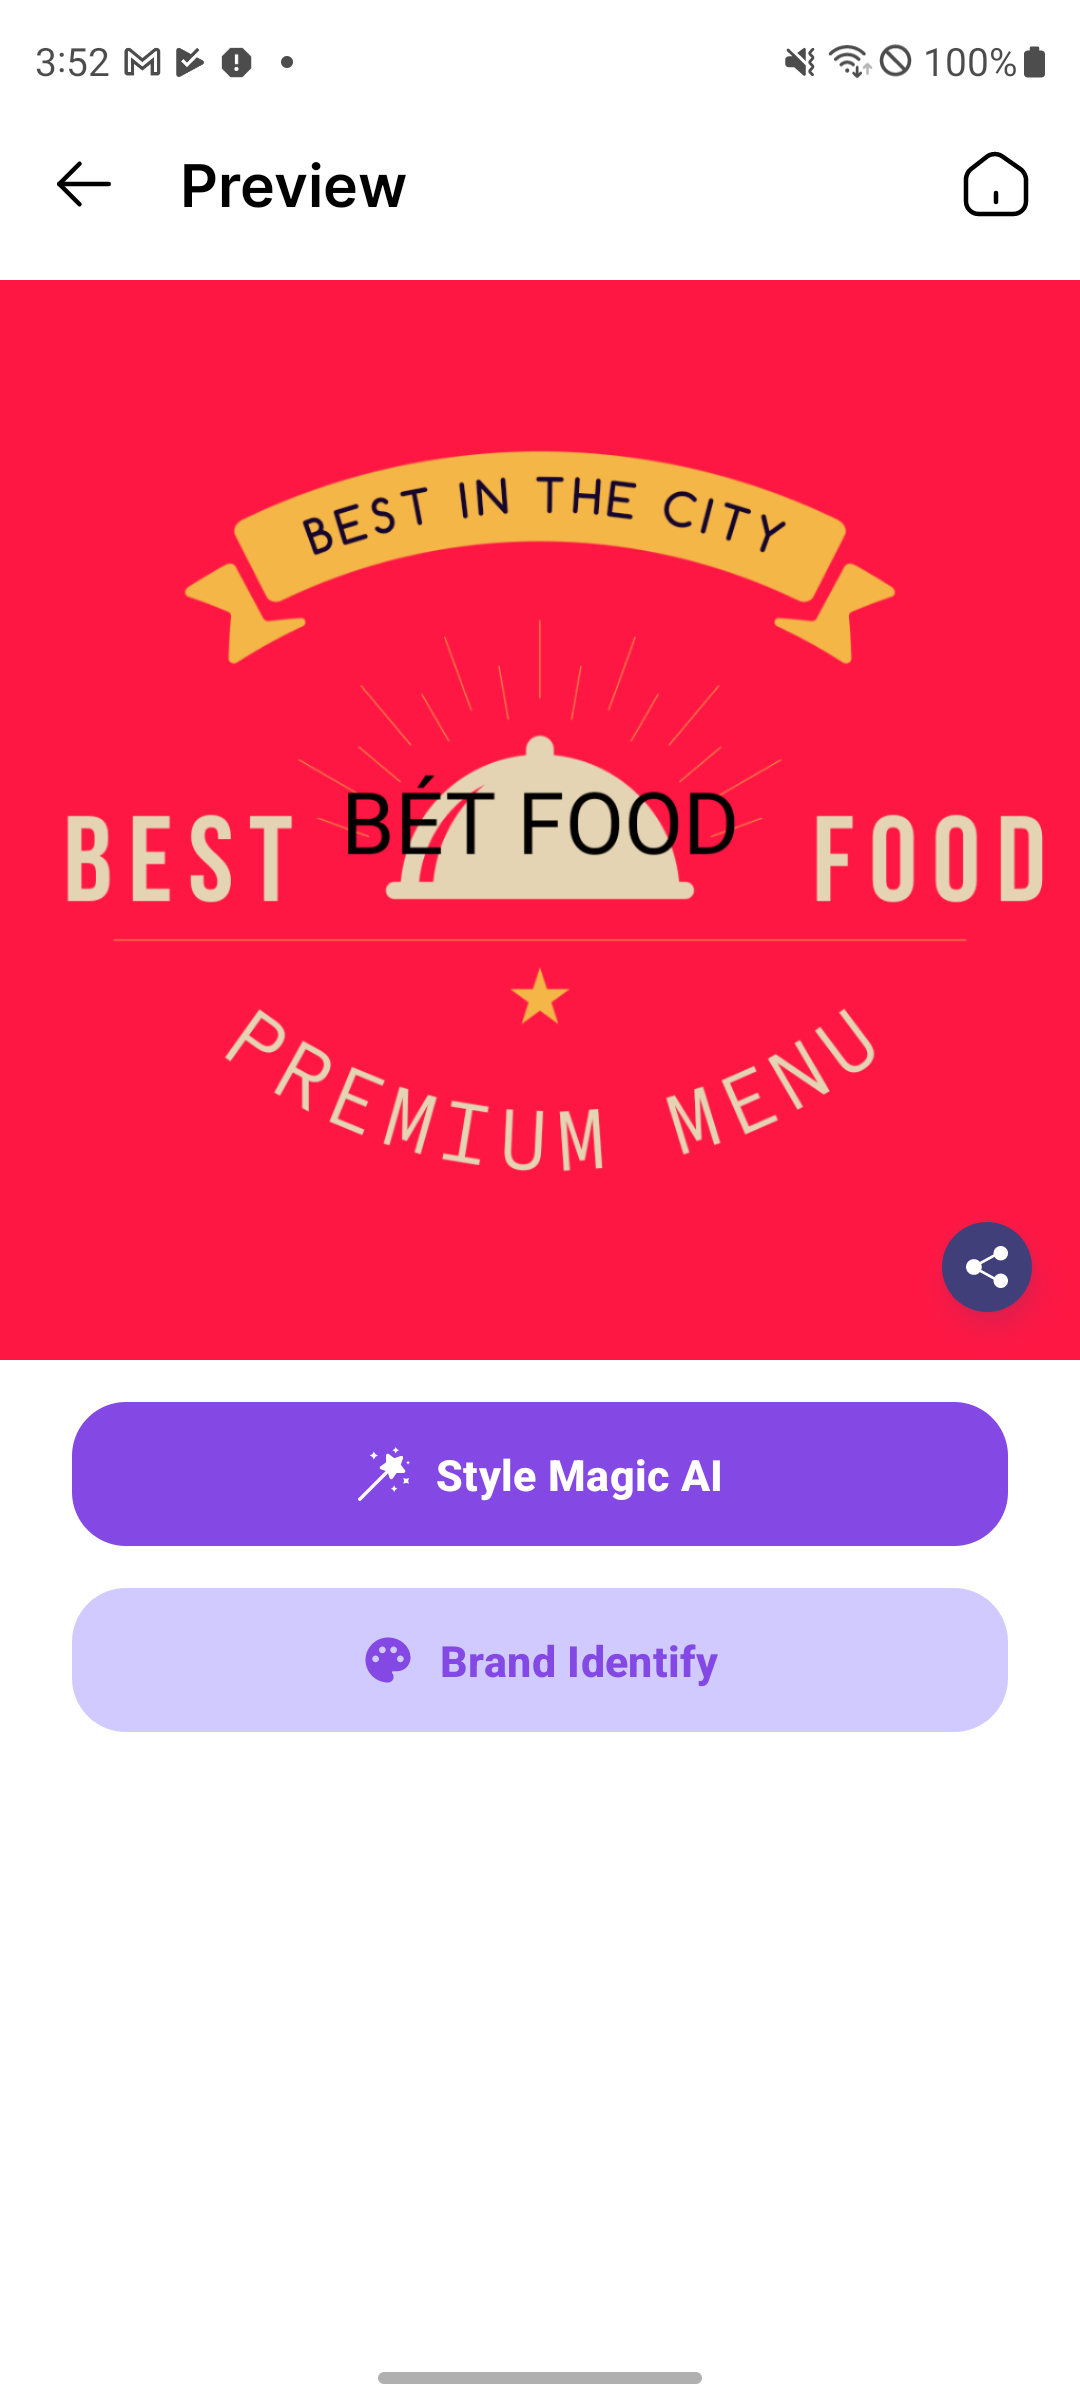 3:52
100%
Preview
BEST IN THE CITY
BÉT FOOD
BEST FOOD
PREMIUM MENU
Style Magic AI
Brand Identify